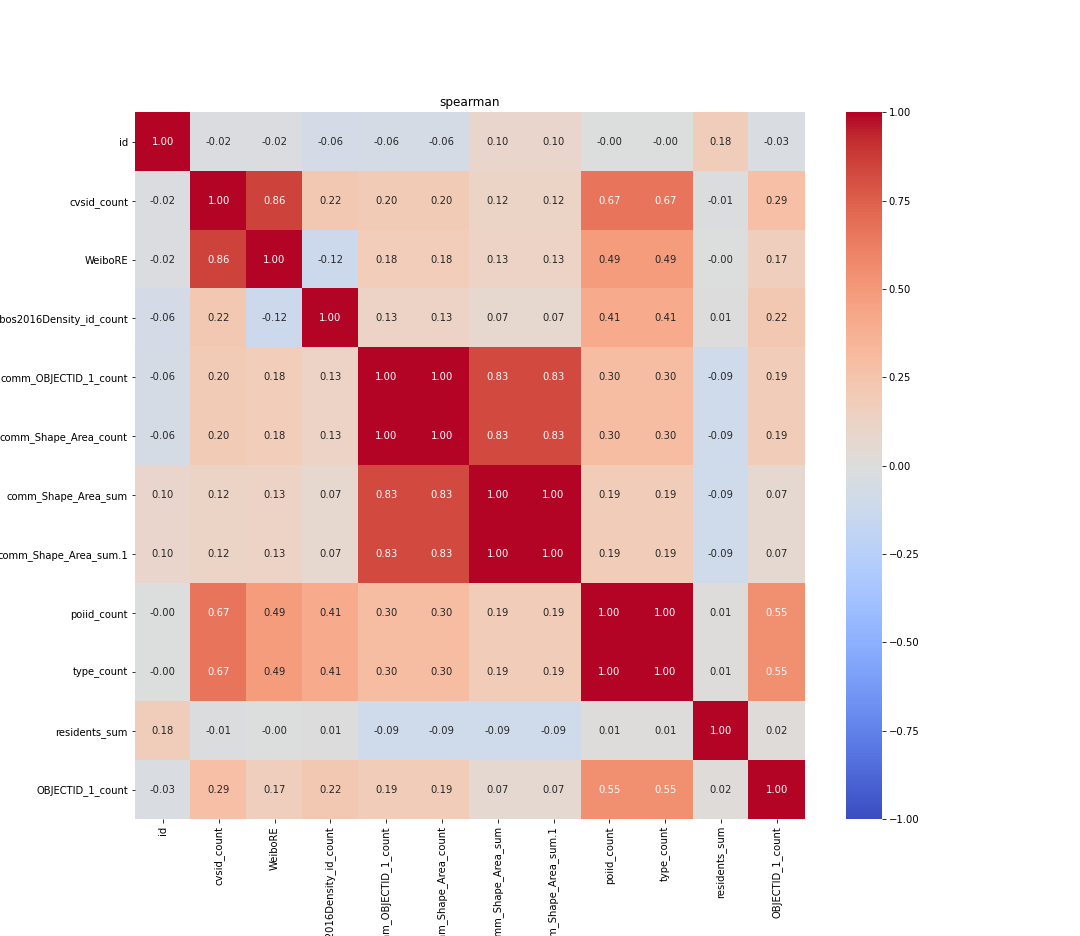 spearman
id 1.00 -0.02 -0.02 -0.06 -0.06 -0.06 0.10 0.10 -0.00 -0.00 0.18 -0.03
cvsid_count -0.02 1.00 0.86 0.22 0.20 0.20 0.12 0.12 0.67 0.67 -0.01 0.29
WeiboRE -0.02 0.86 1.00 -0.12 0.18 0.18 0.13 0.13 0.49 0.49 -0.00 0.17
bos2016Density_id_count -0.06 0.22 -0.12 1.00 0.13 0.13 0.07 0.07 0.41 0.41 0.01 0.22
comm_OBJECTID_1_count -0.06 0.20 0.18 0.13 1.00 1.00 0.83 0.83 0.30 0.30 -0.09 0.19
comm_Shape_Area_count -0.06 0.20 0.18 0.13 1.00 1.00 0.83 0.83 0.30 0.30 -0.09 0.19
comm_Shape_Area_sum 0.10 0.12 0.13 0.07 0.83 0.83 1.00 1.00 0.19 0.19 -0.09 0.07
comm_Shape_Area_sum.1 0.10 0.12 0.13 0.07 0.83 0.83 1.00 1.00 0.19 0.19 -0.09 0.07
poiid_count -0.00 0.67 0.49 0.41 0.30 0.30 0.19 0.19 1.00 1.00 0.01 0.55
type_count -0.00 0.67 0.49 0.41 0.30 0.30 0.19 0.19 1.00 1.00 0.01 0.55
residents_sum 0.18 -0.01 -0.00 0.01 -0.09 -0.09 -0.09 -0.09 0.01 0.01 1.00 0.02
OBJECTID_1_count -0.03 0.29 0.17 0.22 0.19 0.19 0.07 0.07 0.55 0.55 0.02 1.00
id
cvsid_count
WeiboRE
2016Density_id_count
m_OBJECTID_1_count
m_Shape_Area_count
mm_Shape_Area_sum
m_Shape_Area_sum.1
poiid_count
type_count
residents_sum
OBJECTID_1_count
1.00
0.75
0.50
0.25
0.00
−0.25
−0.50
−0.75
−1.00